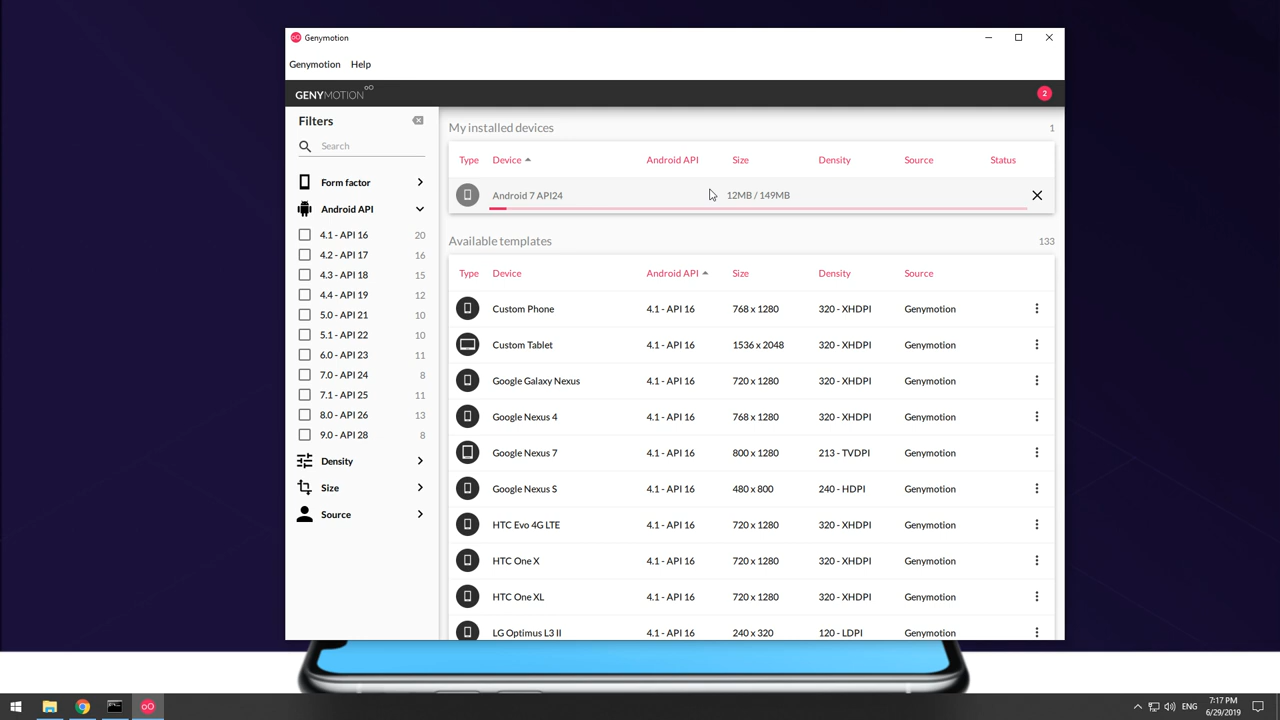 Genymotion
Genymotion Help
GENYMOTION oO 2
Filters
Search
Form factor
Android API
4.1 - API 16 20
4.2 - API 17 16
4.3 - API 18 15
4.4 - API 19 12
5.0 - API 21 10
5.1 - API 22 10
6.0 - API 23 11
7.0 - API 24 8
7.1 - API 25 11
8.0 - API 26 13
9.0 - API 28 8
Density
Size
Source
My installed devices 1
Type Device Android API Size Density Source Status
Android 7 API24 12MB / 149MB
Available templates 133
Type Device Android API Size Density Source
Custom Phone 4.1 - API 16 768 x 1280 320 - XHDPI Genymotion
Custom Tablet 4.1 - API 16 1536 x 2048 320 - XHDPI Genymotion
Google Galaxy Nexus 4.1 - API 16 720 x 1280 320 - XHDPI Genymotion
Google Nexus 4 4.1 - API 16 768 x 1280 320 - XHDPI Genymotion
Google Nexus 7 4.1 - API 16 800 x 1280 213 - TVDPI Genymotion
Google Nexus S 4.1 - API 16 480 x 800 240 - HDPI Genymotion
HTC Evo 4G LTE 4.1 - API 16 720 x 1280 320 - XHDPI Genymotion
HTC One X 4.1 - API 16 720 x 1280 320 - XHDPI Genymotion
HTC One XL 4.1 - API 16 720 x 1280 320 - XHDPI Genymotion
LG Optimus L3 II 4.1 - API 16 240 x 320 120 - LDPI Genymotion
oO
ENG
7:17 PM
6/29/2019